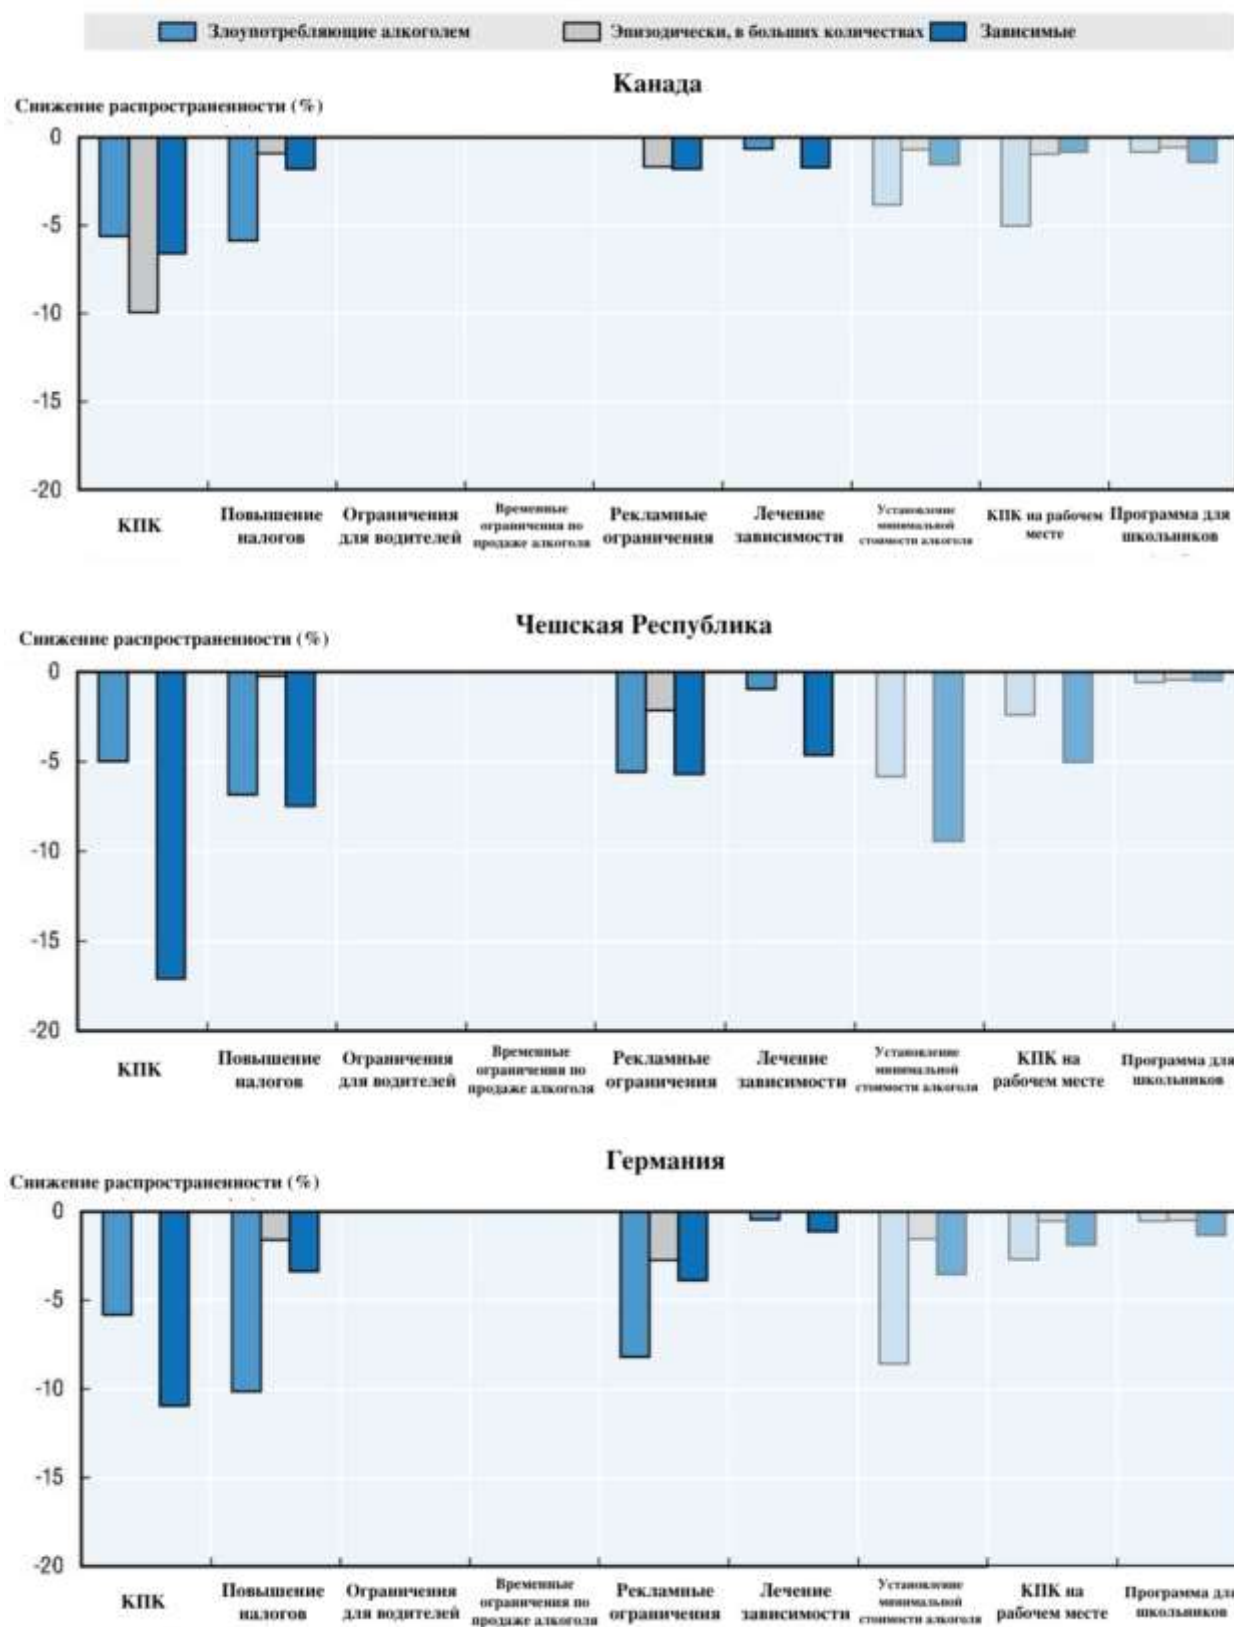 Злоупотребляющие алкоголем Эпизодически, в больших количествах Зависимые
Канада
Снижение распространенности (%)
0
-5
-10
-15
-20
КПК
Повышение
налогов
Ограничения
для водителей
Временные
ограничения по
продаже алкоголя
Рекламные
ограничения
Лечение
зависимости
Установление
минимальной
стоимости алкоголя
КПК на рабочем
месте
Программа для
школьников
Чешская Республика
Снижение распространенности (%)
0
-5
-10
-15
-20
КПК
Повышение
налогов
Ограничения
для водителей
Временные
ограничения по
продаже алкоголя
Рекламные
ограничения
Лечение
зависимости
Установление
минимальной
стоимости алкоголя
КПК на
рабочем месте
Программа для
школьников
Германия
Снижение распространенности (%)
0
-5
-10
-15
-20
КПК
Повышение
налогов
Ограничения
для водителей
Временные
ограничения по
продаже алкоголя
Рекламные
ограничения
Лечение
зависимости
Установление
минимальной
стоимости алкоголя
КПК на
рабочем месте
Программа для
школьников